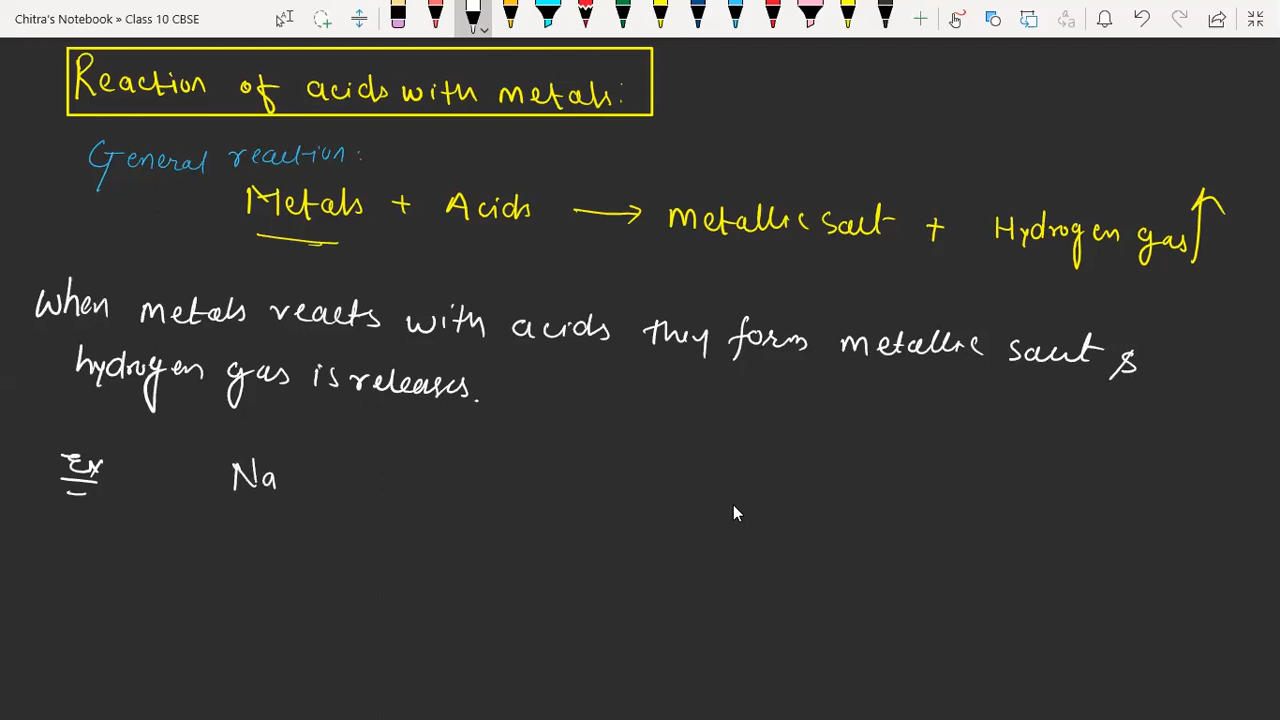 Chitra's Notebook » Class 10 CBSE
Reaction of acids with metals:
General reaction:
Metals + Acids → Metallic salt + Hydrogen gas↑
When metals reacts with acids they form metallic salt &
hydrogen gas is releases.
Ex Na